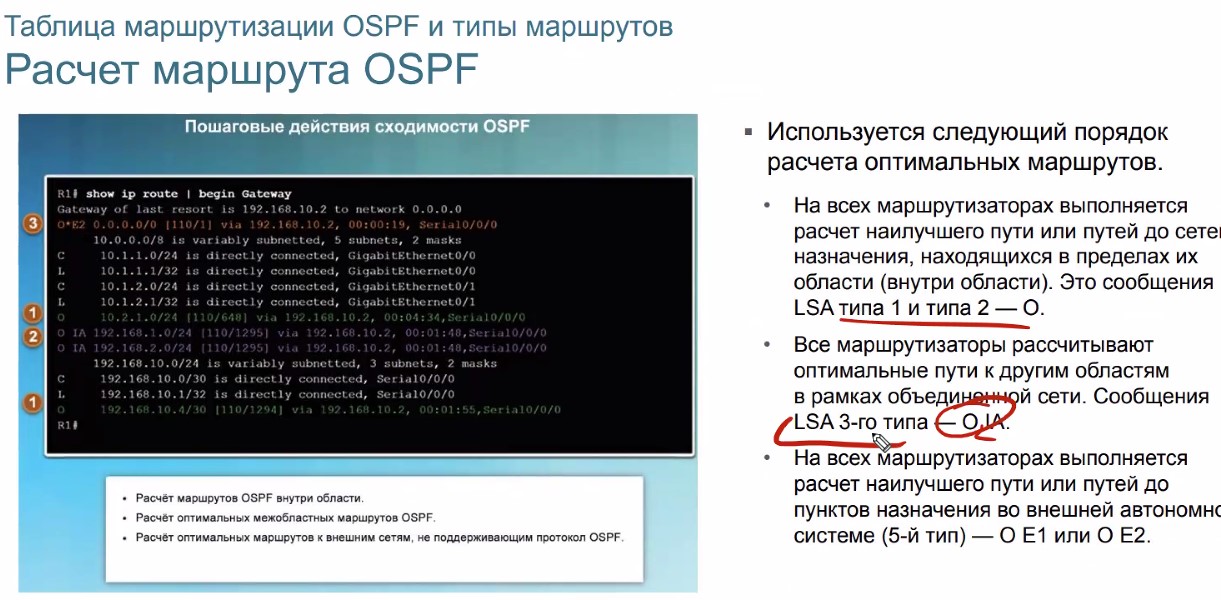 Таблица маршрутизации OSPF и типы маршрутов
Расчет маршрута OSPF
Пошаговые действия сходимости OSPF
R1# show ip route | begin Gateway
Gateway of last resort is 192.168.10.2 to network 0.0.0.0
3 O*E2 0.0.0.0/0 [110/1] via 192.168.10.2, 00:00:19, Serial0/0/0
10.0.0.0/8 is variably subnetted, 5 subnets, 2 masks
C 10.1.1.0/24 is directly connected, GigabitEthernet0/0
L 10.1.1.1/32 is directly connected, GigabitEthernet0/0
C 10.1.2.0/24 is directly connected, GigabitEthernet0/1
L 10.1.2.1/32 is directly connected, GigabitEthernet0/1
1 O 10.2.1.0/24 [110/648] via 192.168.10.2, 00:04:34,Serial0/0/0
2 O IA 192.168.1.0/24 [110/1295] via 192.168.10.2, 00:01:48,Serial0/0/0
O IA 192.168.2.0/24 [110/1295] via 192.168.10.2, 00:01:48,Serial0/0/0
192.168.10.0/24 is variably subnetted, 3 subnets, 2 masks
C 192.168.10.0/30 is directly connected, Serial0/0/0
L 192.168.10.1/32 is directly connected, Serial0/0/0
1 O 192.168.10.4/30 [110/1294] via 192.168.10.2, 00:01:55,Serial0/0/0
R1#
• Расчёт маршрутов OSPF внутри области.
• Расчёт оптимальных межобластных маршрутов OSPF.
• Расчёт оптимальных маршрутов к внешним сетям, не поддерживающим протокол OSPF.
▪ Используется следующий порядок
расчета оптимальных маршрутов.
• На всех маршрутизаторах выполняется
расчет наилучшего пути или путей до сете
назначения, находящихся в пределах их
области (внутри области). Это сообщения
LSA типа 1 и типа 2 — O.
• Все маршрутизаторы рассчитывают
оптимальные пути к другим областям
в рамках объединенной сети. Сообщения
LSA 3-го типа — O IA.
• На всех маршрутизаторах выполняется
расчет наилучшего пути или путей до
пунктов назначения во внешней автономно
системе (5-й тип) — O E1 или O E2.